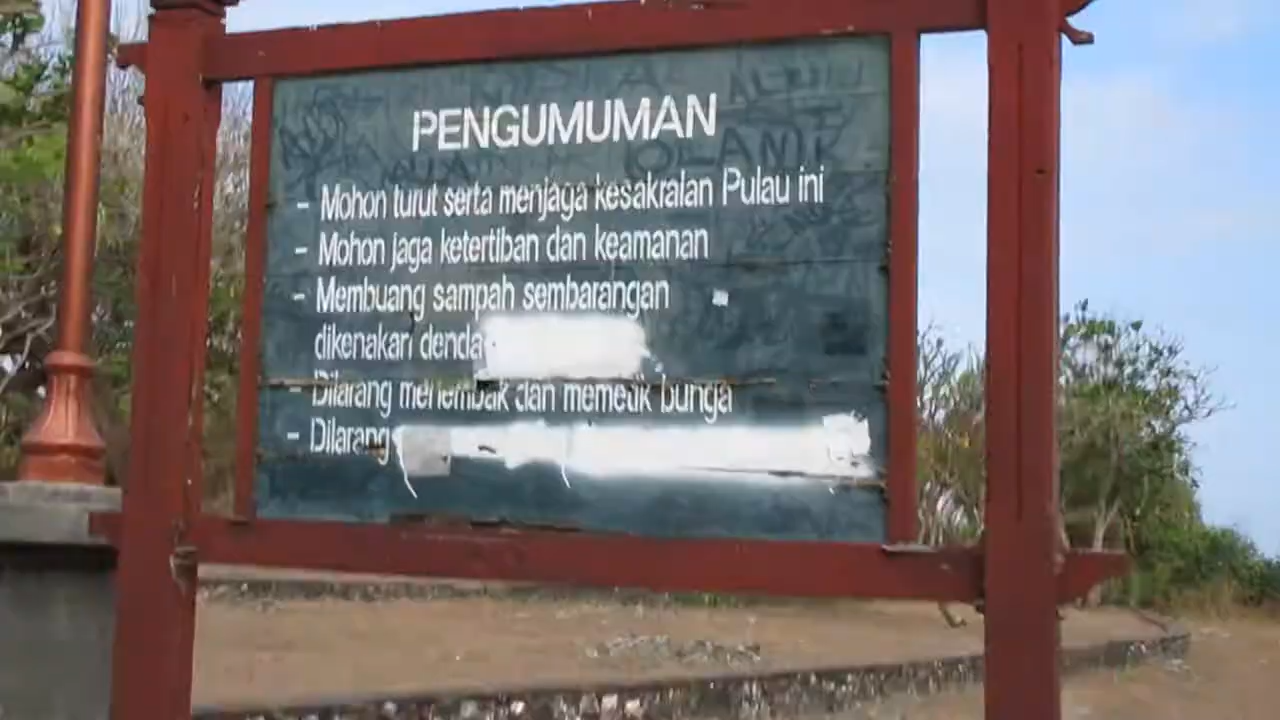 PENGUMUMAN
- Mohon turut serta menjaga kesakralan Pulau ini
- Mohon jaga ketertiban dan keamanan
- Membuang sampah sembarangan
dikenakan denda
- Dilarang menembak dan memetik bunga
- Dilarang